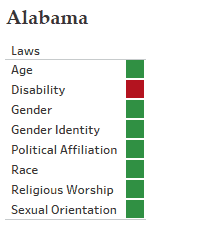 Alabama
Laws
Age
Disability
Gender
Gender Identity
Political Affiliation
Race
Religious Worship
Sexual Orientation